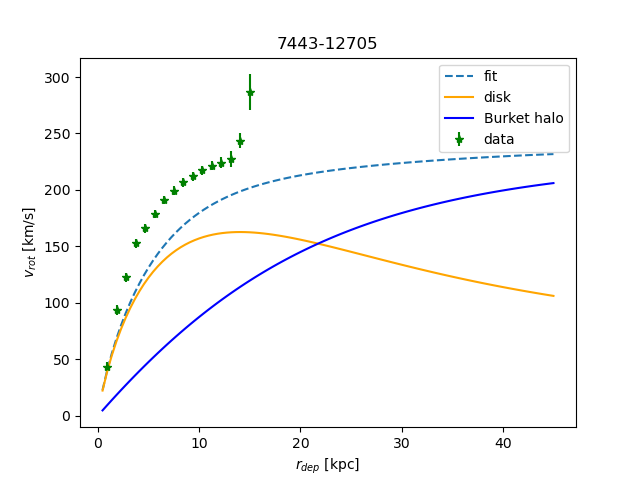 7443-12705
300
250
200
150
100
50
0
v_rot [km/s]
fit
disk
Burket halo
data
0 10 20 30 40
r_dep [kpc]